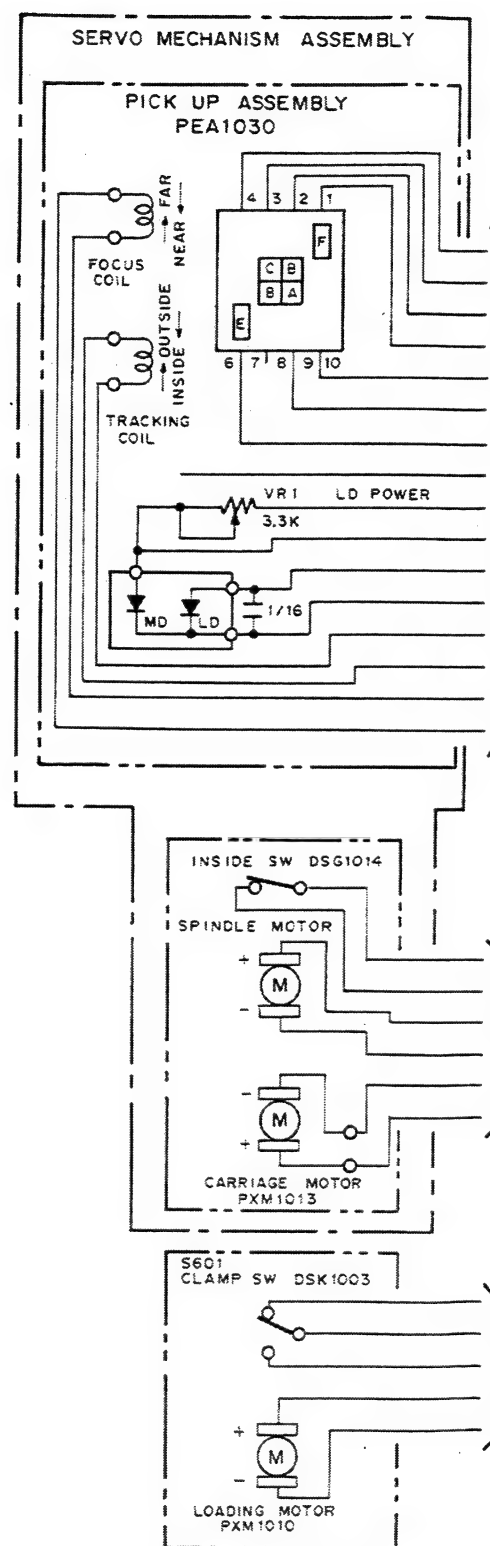 SERVO MECHANISM ASSEMBLY
PICK UP ASSEMBLY
PEA1030
FOCUS
COIL
NEAR
FAR
4 3 2 1
F
C B
B A
E
6 7 8 9 10
TRACKING
COIL
INSIDE
OUTSIDE
VR1 LD POWER
3.3K
MD LD 1/16
INSIDE SW DSG1014
SPINDLE MOTOR
+
M
-
-
M
+
CARRIAGE MOTOR
PXM1013
S601
CLAMP SW DSK1003
+
M
-
LOADING MOTOR
PXM1010